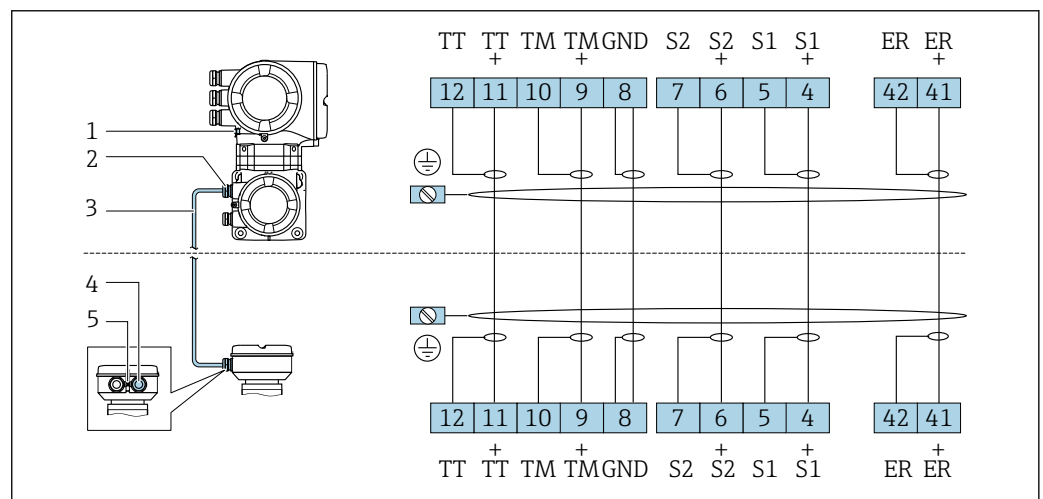 TT TT TM TM GND S2 S2 S1 S1 ER ER
+ + + + +
12 11 10 9 8 7 6 5 4 42 41
1
2
3
4
5
12 11 10 9 8 7 6 5 4 42 41
+ + + + +
TT TT TM TM GND S2 S2 S1 S1 ER ER